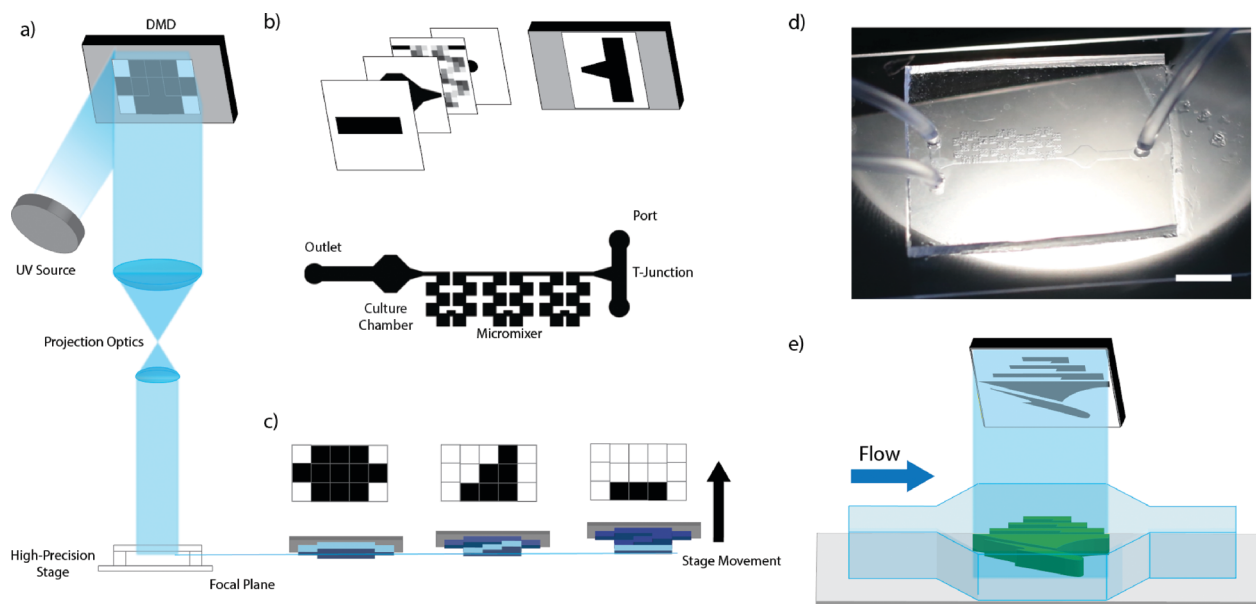 a)
DMD
UV Source
Projection Optics
High-Precision
Stage
Focal Plane
b)
Outlet
Culture
Chamber
Micromixer
Port
T-Junction
c)
Stage Movement
d)
e)
Flow